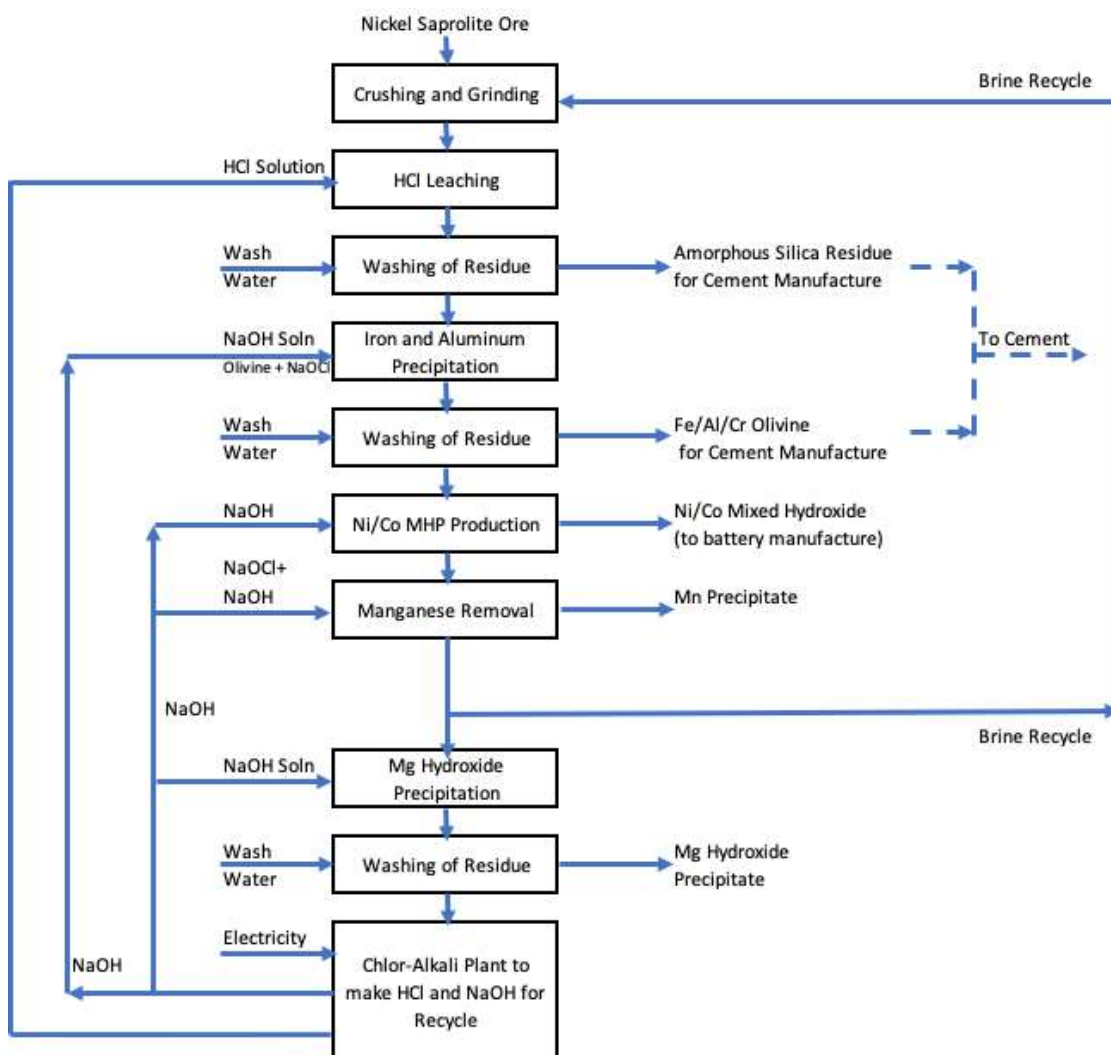 Nickel Saprolite Ore
Crushing and Grinding
Brine Recycle
HCl Solution
HCl Leaching
Wash
Water
Washing of Residue
Amorphous Silica Residue
for Cement Manufacture
NaOH Soln
Olivine + NaOCl
Iron and Aluminum
Precipitation
To Cement
Wash
Water
Washing of Residue
Fe/Al/Cr Olivine
for Cement Manufacture
NaOH
Ni/Co MHP Production
Ni/Co Mixed Hydroxide
(to battery manufacture)
NaOCl+
NaOH
Manganese Removal
Mn Precipitate
NaOH
Brine Recycle
NaOH Soln
Mg Hydroxide
Precipitation
Wash
Water
Washing of Residue
Mg Hydroxide
Precipitate
Electricity
NaOH
Chlor-Alkali Plant to
make HCl and NaOH for
Recycle